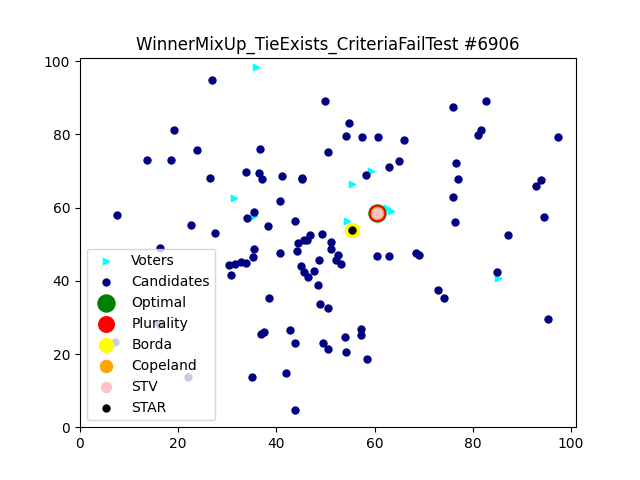 WinnerMixUp_TieExists_CriteriaFailTest #6906
100
80
60
40
20
0
Voters
Candidates
Optimal
Plurality
Borda
Copeland
STV
STAR
0 20 40 60 80 100